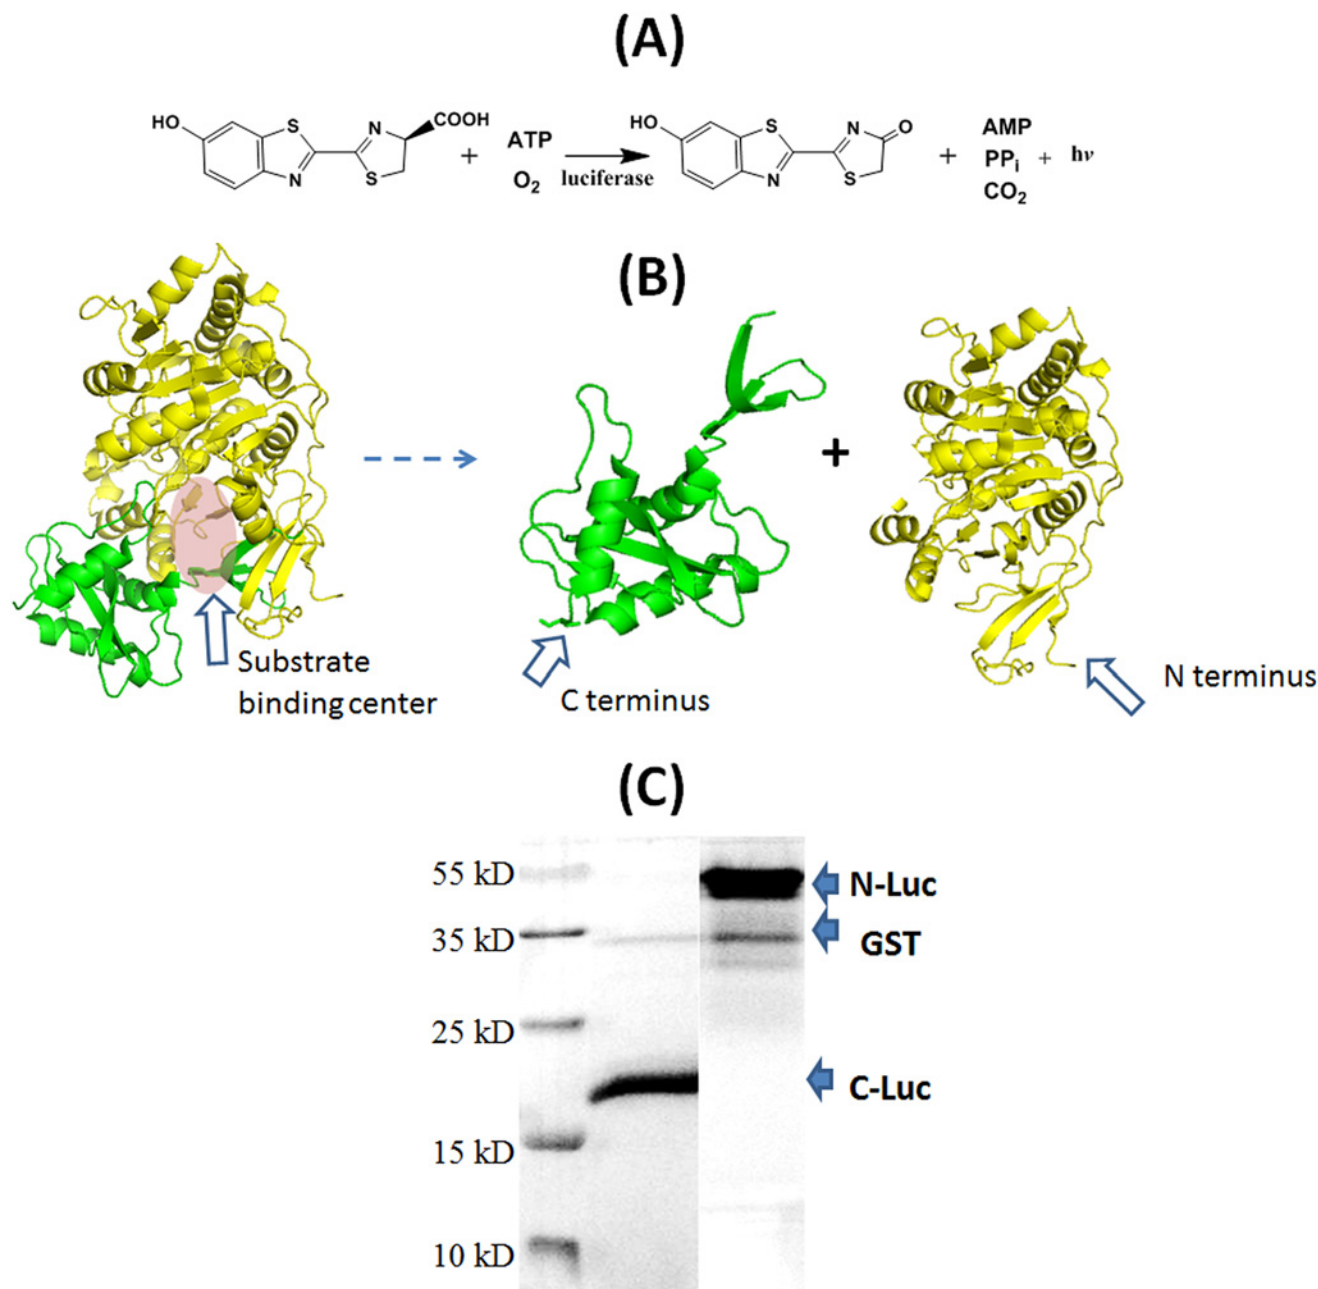 (A)
HO
S
N
N
S
COOH
+
ATP
O₂
luciferase
HO
S
N
N
S
O
+
AMP
PPᵢ
CO₂
+
hν
(B)
+
Substrate
binding center
C terminus
N terminus
(C)
55 kD
N-Luc
35 kD
GST
25 kD
C-Luc
15 kD
10 kD